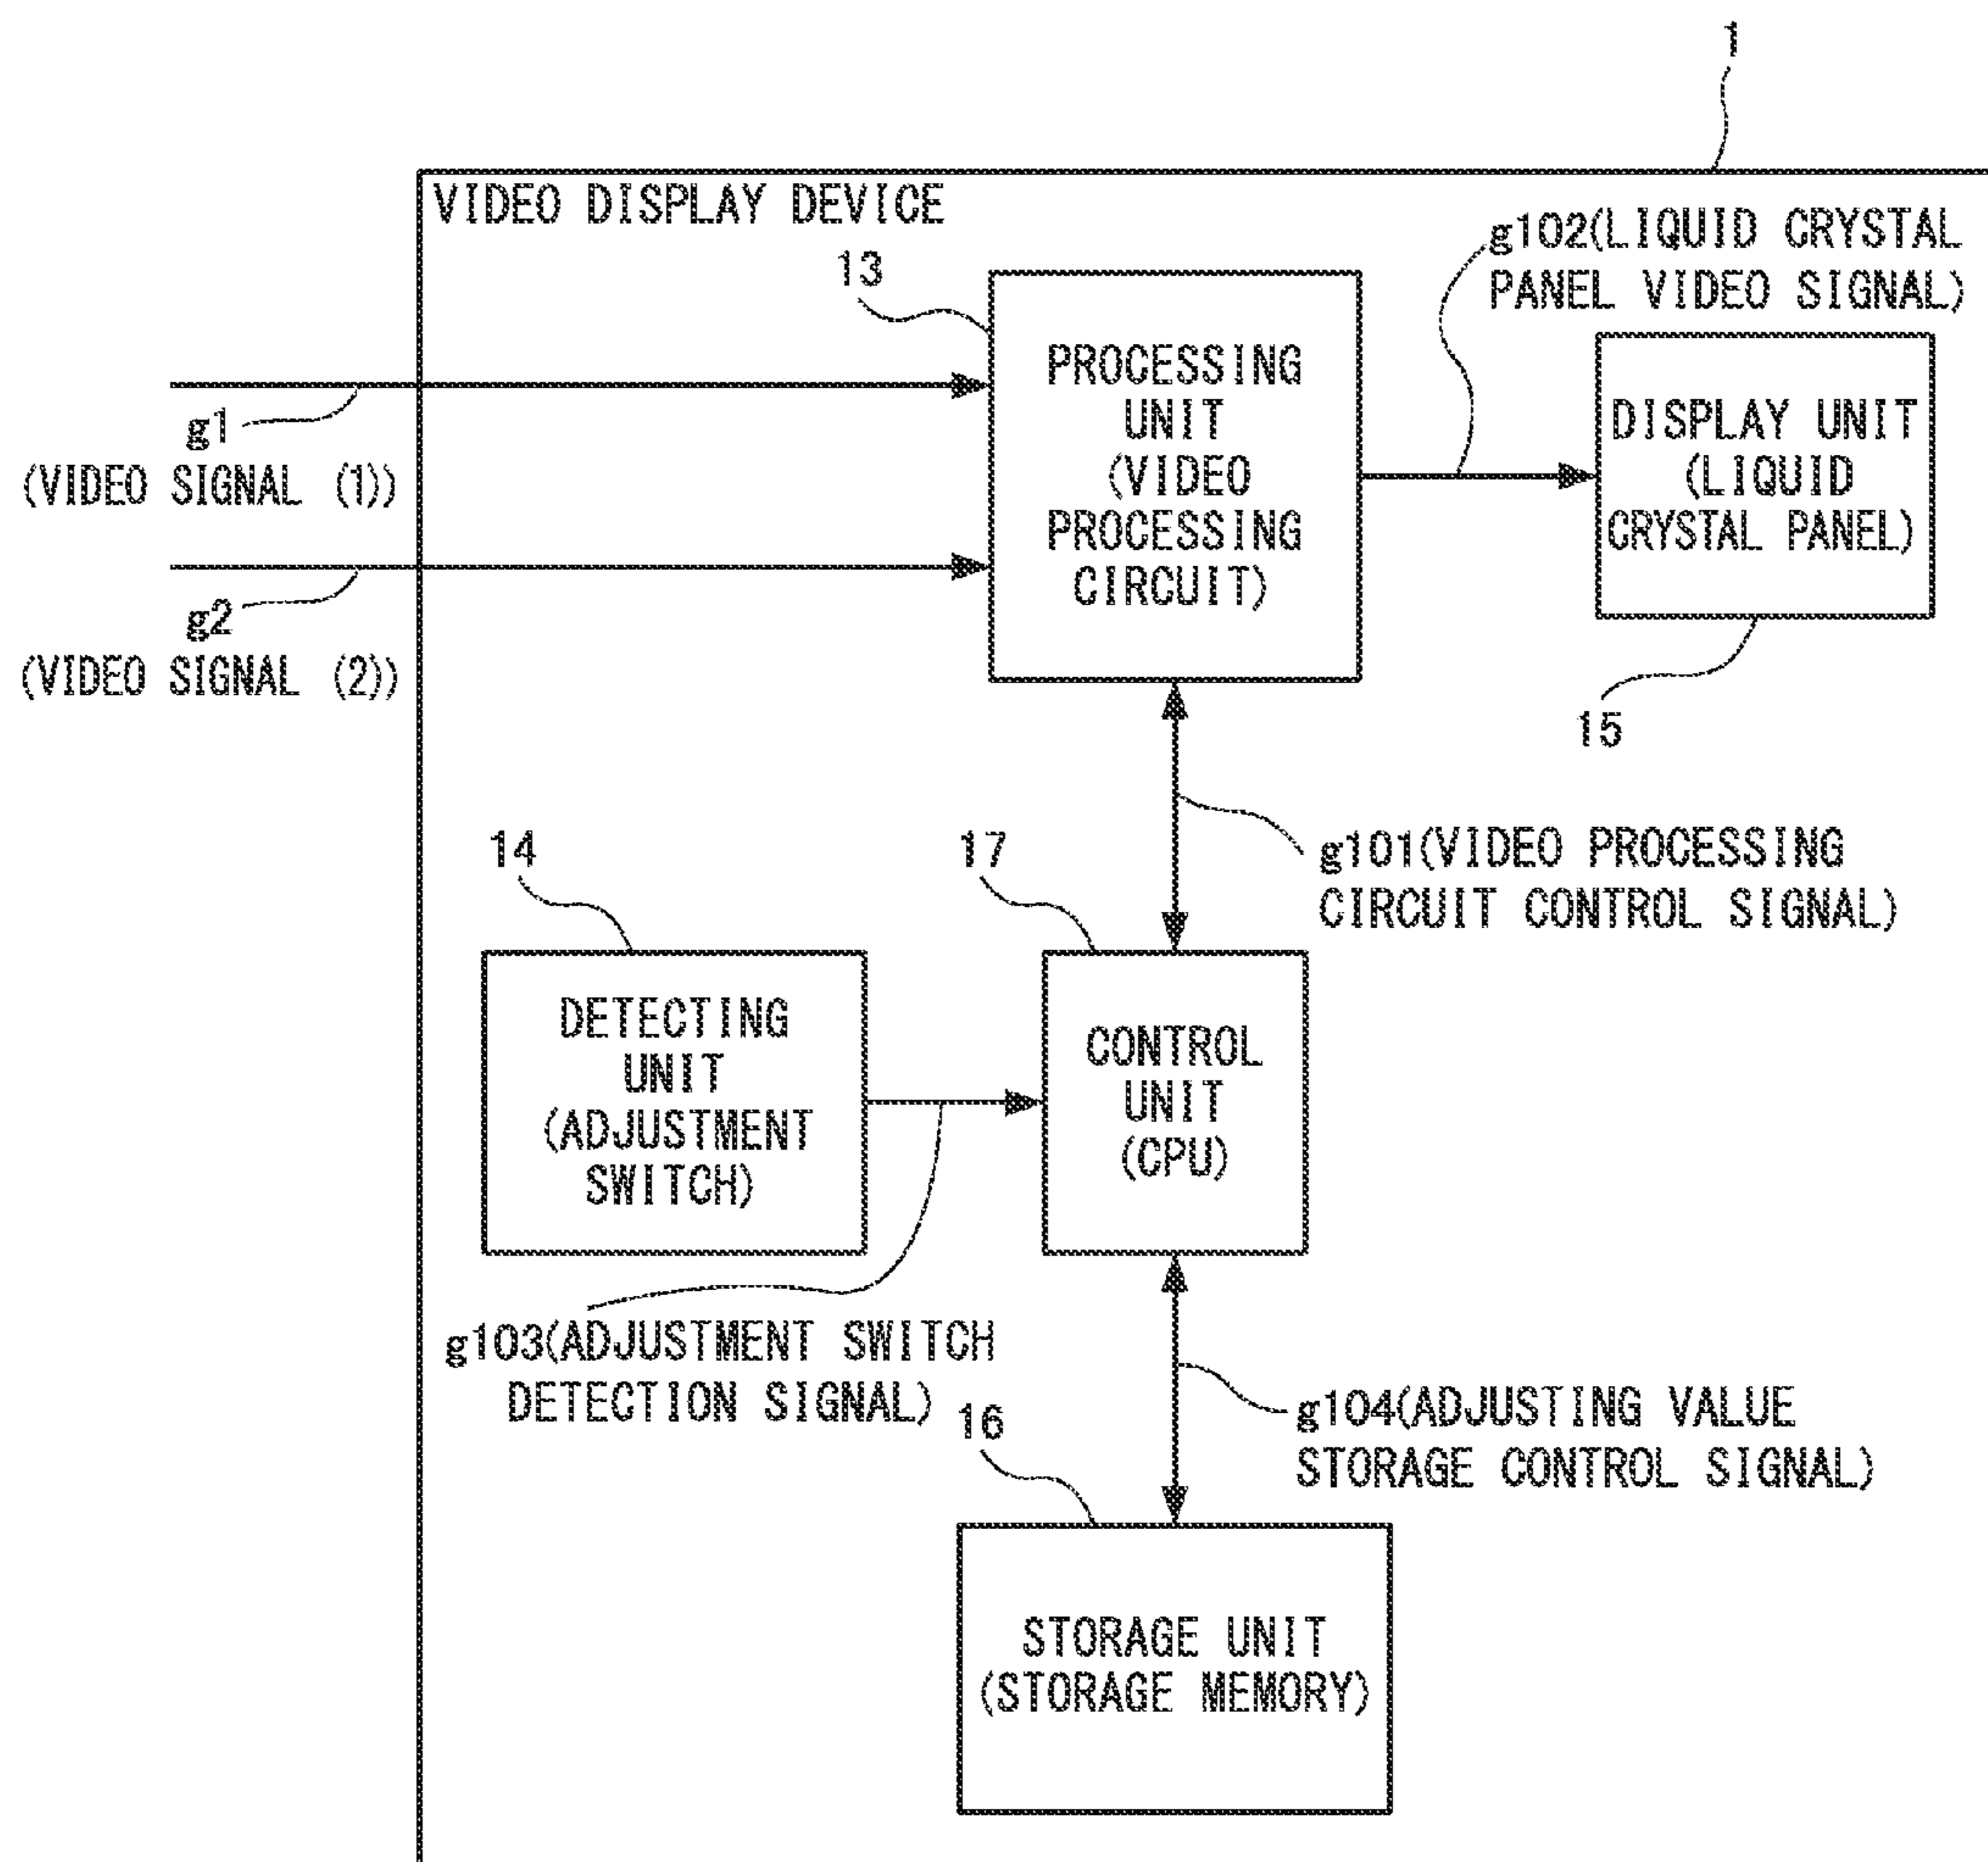 1
VIDEO DISPLAY DEVICE
g102(LIQUID CRYSTAL
PANEL VIDEO SIGNAL)
13
PROCESSING
UNIT
(VIDEO
PROCESSING
CIRCUIT)
DISPLAY UNIT
(LIQUID
CRYSTAL PANEL)
15
g1
(VIDEO SIGNAL (1))
g2
(VIDEO SIGNAL (2))
g101(VIDEO PROCESSING
CIRCUIT CONTROL SIGNAL)
14
DETECTING
UNIT
(ADJUSTMENT
SWITCH)
17
CONTROL
UNIT
(CPU)
g103(ADJUSTMENT SWITCH
DETECTION SIGNAL)
g104(ADJUSTING VALUE
STORAGE CONTROL SIGNAL)
16
STORAGE UNIT
(STORAGE MEMORY)